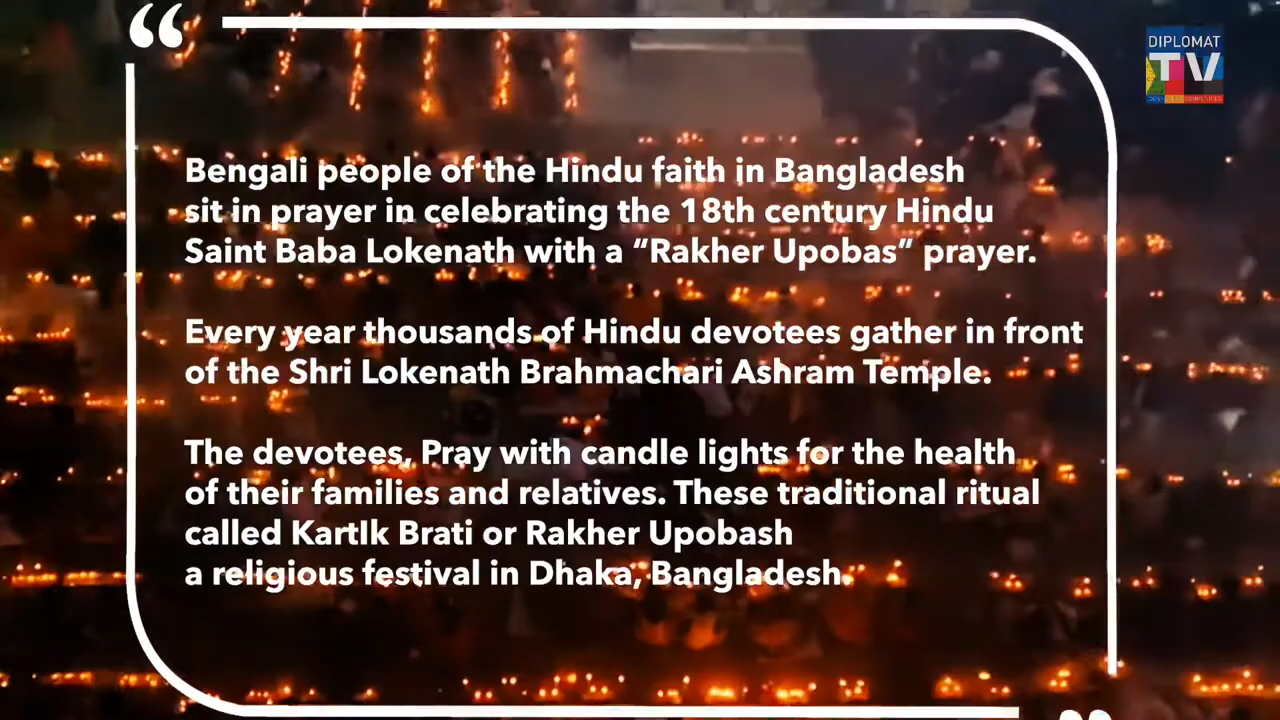 DIPLOMAT
TV
Bengali people of the Hindu faith in Bangladesh
sit in prayer in celebrating the 18th century Hindu
Saint Baba Lokenath with a “Rakher Upobas” prayer.
Every year thousands of Hindu devotees gather in front
of the Shri Lokenath Brahmachari Ashram Temple.
The devotees, Pray with candle lights for the health
of their families and relatives. These traditional ritual
called KartIk Brati or Rakher Upobash
a religious festival in Dhaka, Bangladesh.